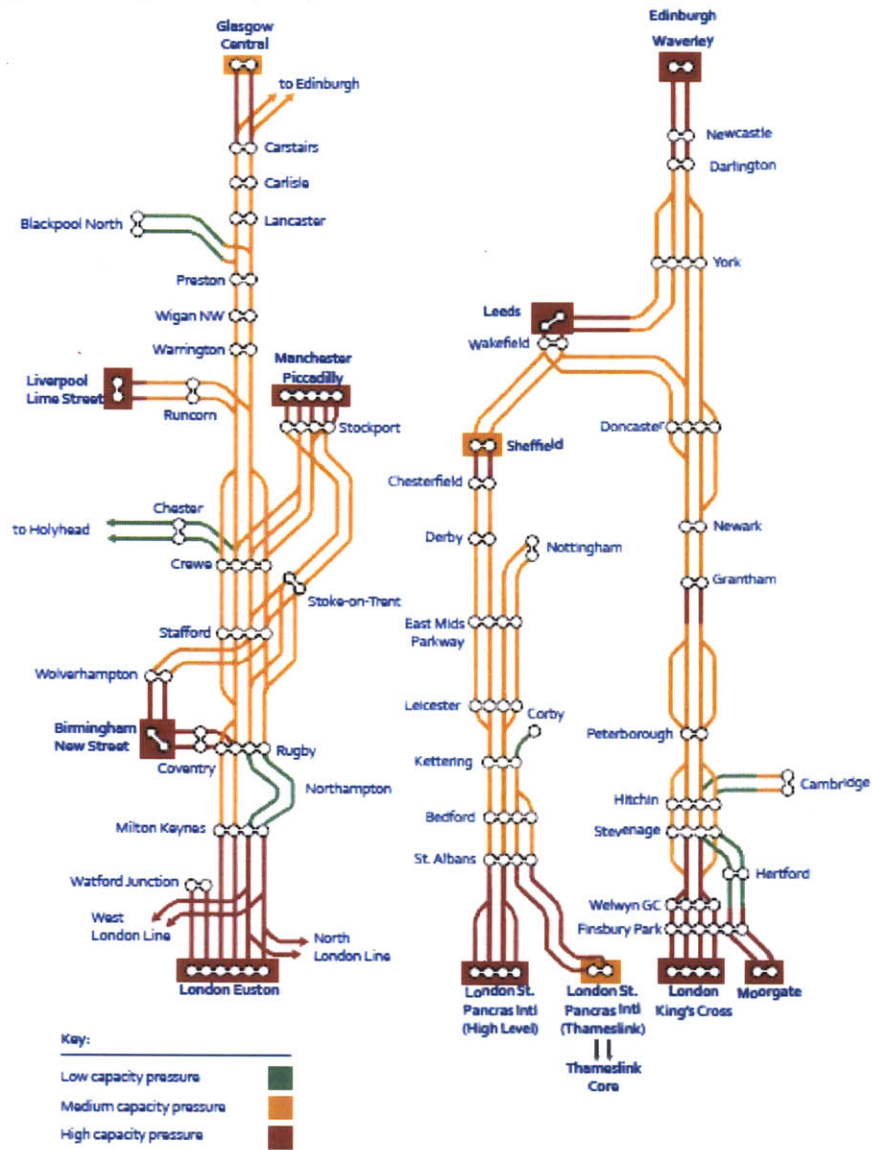 Glasgow
Central
to Edinburgh
Carstairs
Carlisle
Blackpool North
Lancaster
Preston
Wigan NW
Warrington
Liverpool
Lime Street
Runcorn
Manchester
Piccadilly
Stockport
Chester
to Holyhead
Crewe
Stoke-on-Trent
Stafford
Wolverhampton
Birmingham
New Street
Coventry
Rugby
Northampton
Milton Keynes
Watford Junction
West
London Line
North
London Line
London Euston
Edinburgh
Waverley
Newcastle
Darlington
York
Leeds
Wakefield
Sheffield
Doncaster
Chesterfield
Derby
Nottingham
Newark
Grantham
East Mids
Parkway
Leicester
Corby
Peterborough
Kettering
Cambridge
Hitchin
Bedford
Stevenage
St. Albans
Hertford
Welwyn GC
Finsbury Park
London St.
Pancras Intl
(High Level)
London St.
Pancras Intl
(Thameslink)
London
King's Cross
Moorgate
Thameslink
Core
Key:
Low capacity pressure
Medium capacity pressure
High capacity pressure